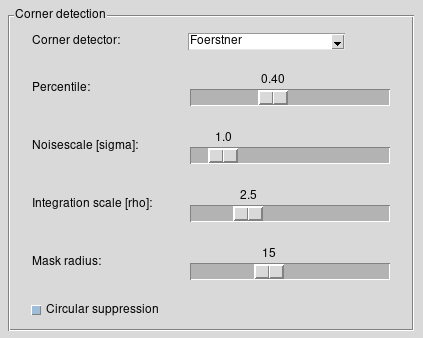 Corner detection
Corner detector: Foerstner
0.40
Percentile:
1.0
Noisescale [sigma]:
2.5
Integration scale [rho]:
15
Mask radius:
Circular suppression